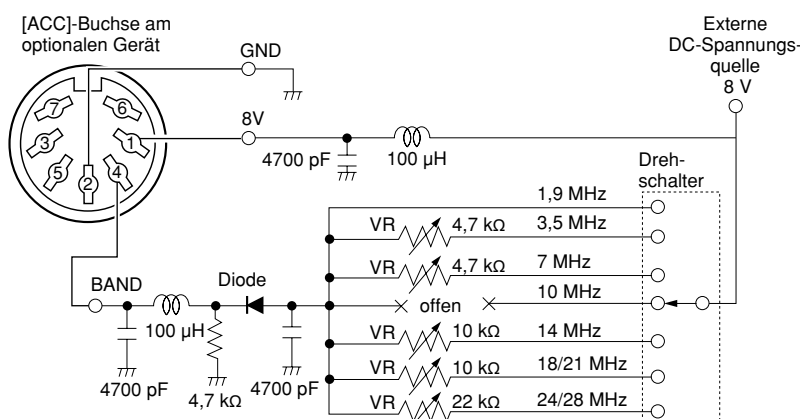 [ACC]-Buchse am
optionalen Gerät
GND
Externe
DC-Spannungs-
quelle
8 V
7
6
8V
3
1
4700 pF
100 µH
5
4
2
Dreh-
schalter
1,9 MHz
VR
4,7 kΩ
3,5 MHz
VR
4,7 kΩ
7 MHz
BAND
Diode
offen
10 MHz
100 µH
VR
10 kΩ
14 MHz
VR
10 kΩ
18/21 MHz
4700 pF
4,7 kΩ
4700 pF
VR
22 kΩ
24/28 MHz